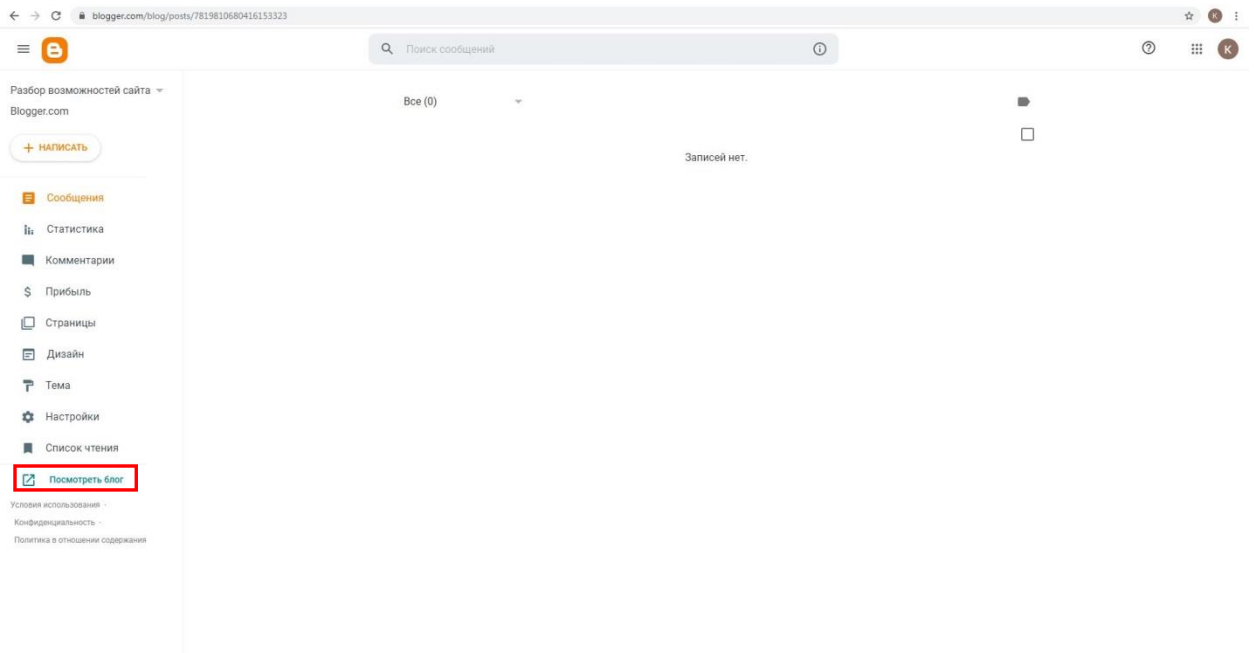 blogger.com/blog/posts/7819810680416153323
K
Поиск сообщений
K
Разбор возможностей сайта
Blogger.com
Все (0)
+ НАПИСАТЬ
Записей нет.
Сообщения
Статистика
Комментарии
$ Прибыль
Страницы
Дизайн
Тема
Настройки
Список чтения
Посмотреть блог
Условия использования ·
Конфиденциальность ·
Политика в отношении содержания